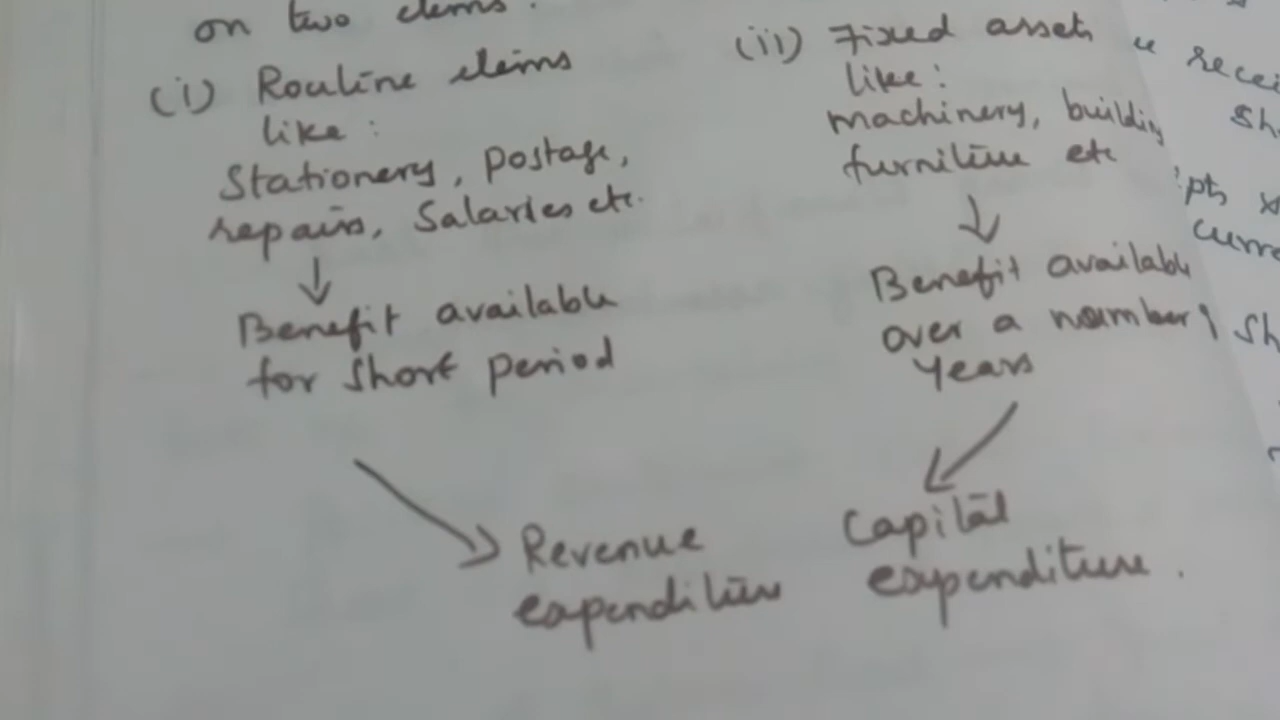 on two items.
(i) Routine items
like:
Stationery, postage,
repairs, Salaries etc.
↓
Benefit available
for short period
(ii) Fixed assets
like:
machinery, building
furniture etc
↓
Benefit available
over a number of
years
Revenue
expenditure
Capital
expenditure.
curre